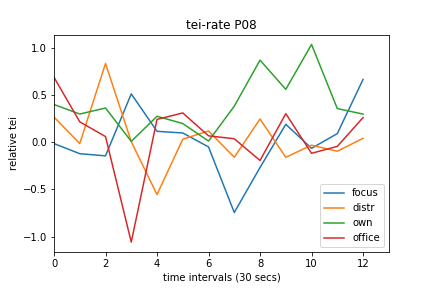 tei-rate P08
relative tei
1.0
0.5
0.0
−0.5
−1.0
0 2 4 6 8 10 12
time intervals (30 secs)
focus
distr
own
office